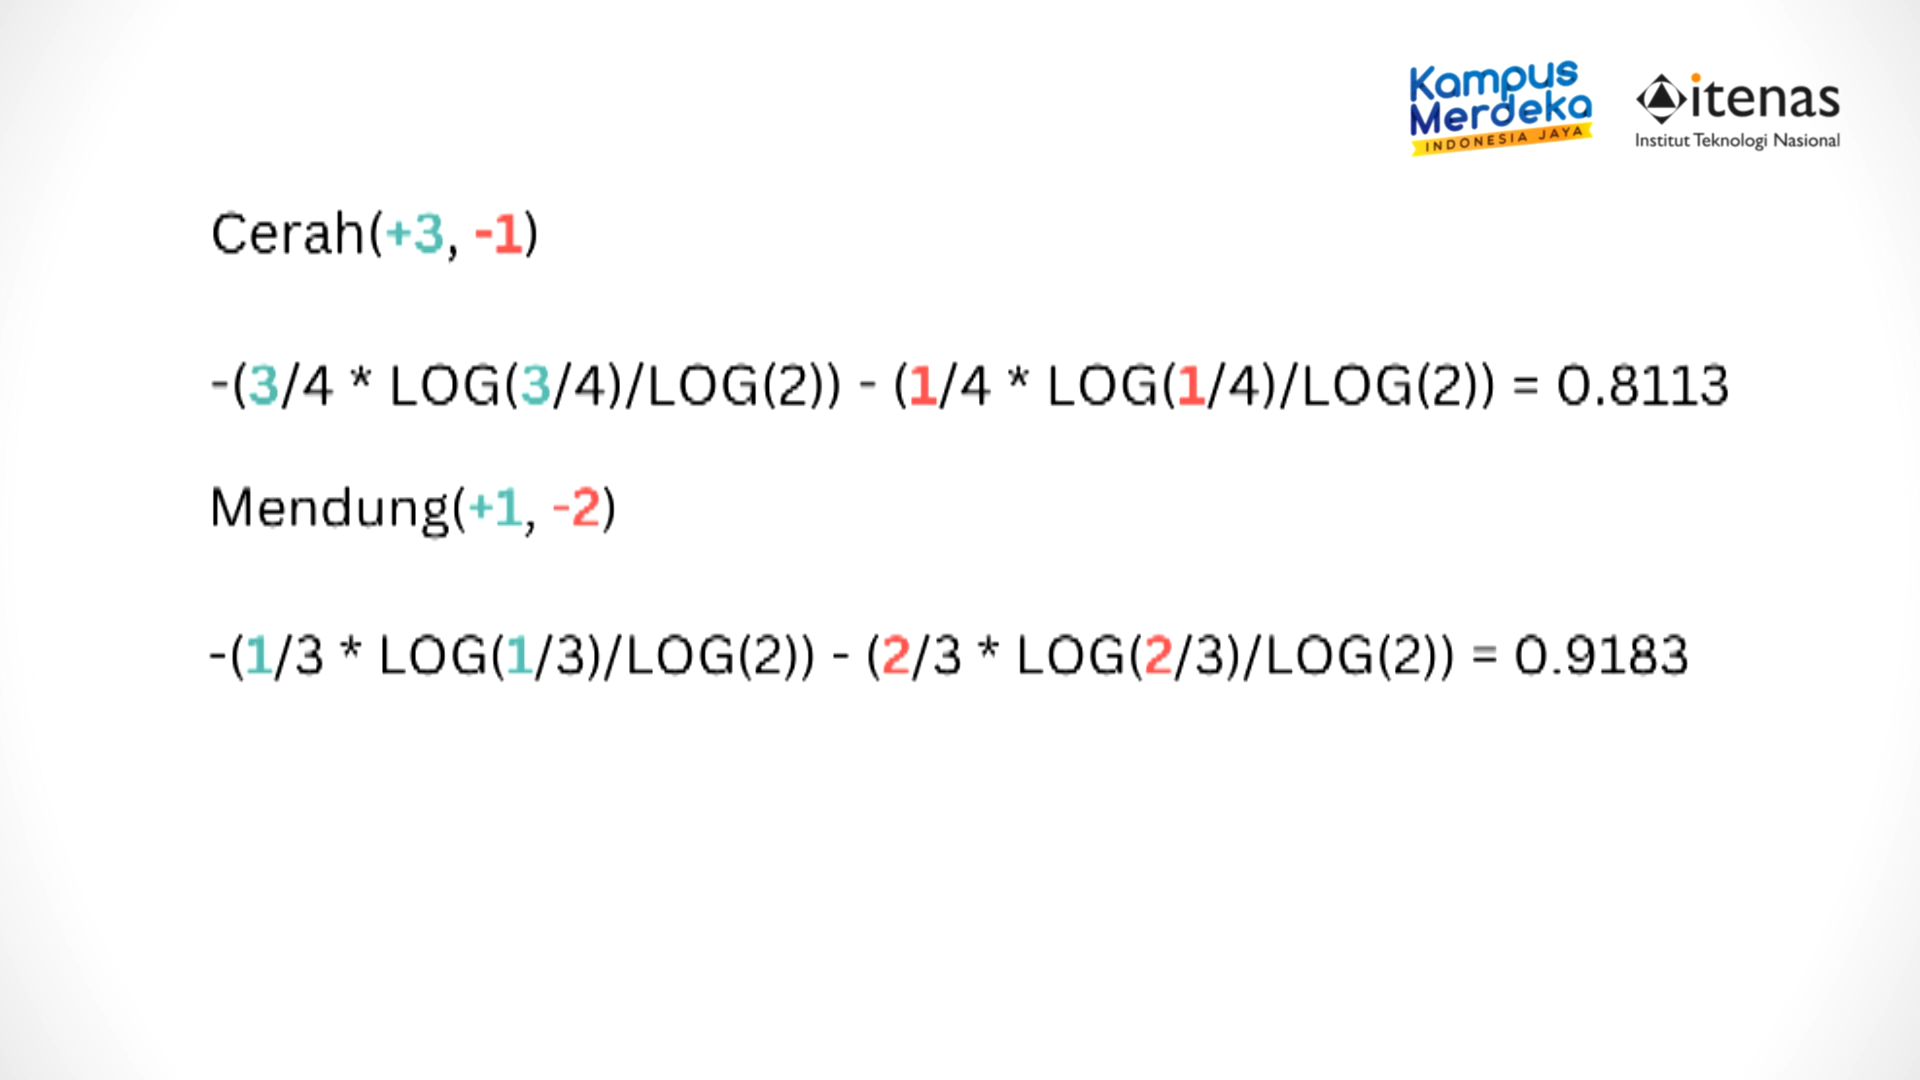 Kampus
Merdeka
INDONESIA JAYA
itenas
Institut Teknologi Nasional
Cerah(+3, -1)
-(3/4 * LOG(3/4)/LOG(2)) - (1/4 * LOG(1/4)/LOG(2)) = 0.8113
Mendung(+1, -2)
-(1/3 * LOG(1/3)/LOG(2)) - (2/3 * LOG(2/3)/LOG(2)) = 0.9183